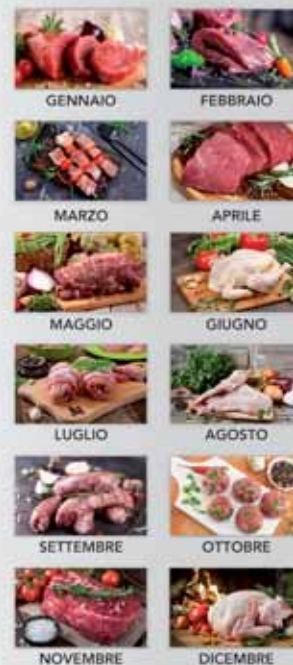 GENNAIO FEBBRAIO
MARZO APRILE
MAGGIO GIUGNO
LUGLIO AGOSTO
SETTEMBRE OTTOBRE
NOVEMBRE DICEMBRE